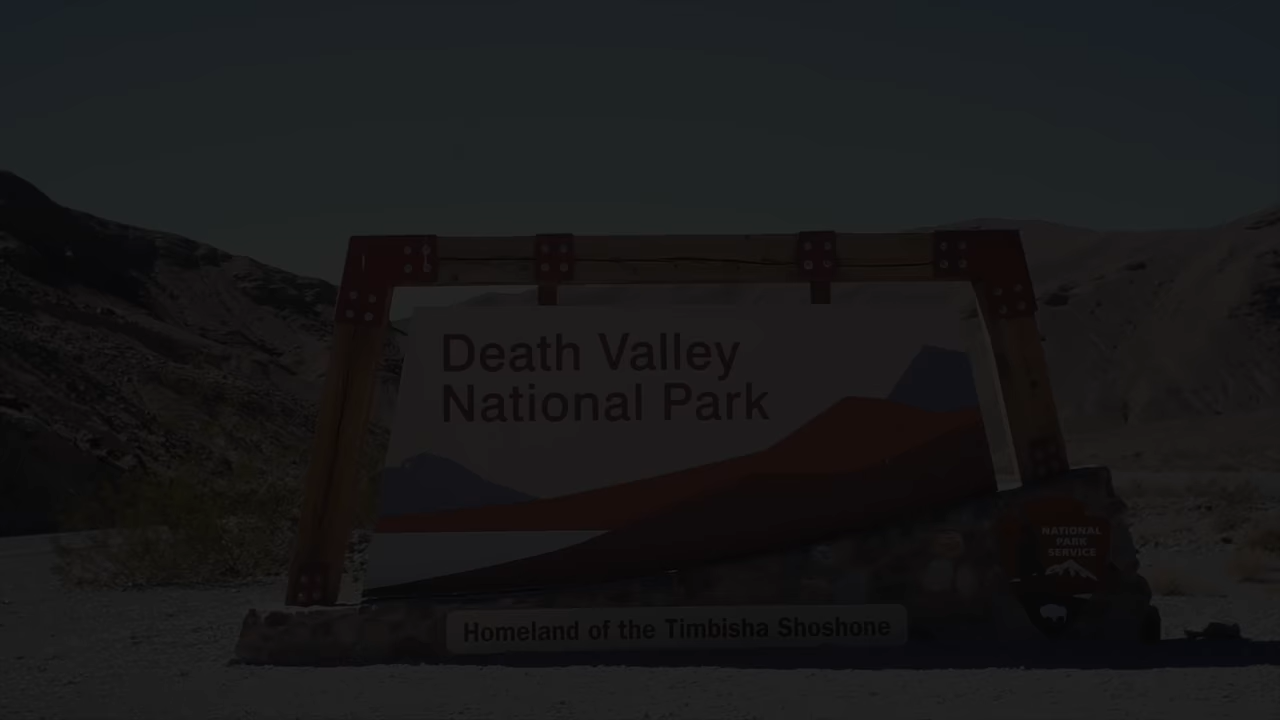 Death Valley
National Park
NATIONAL
PARK
SERVICE
Homeland of the Timbisha Shoshone